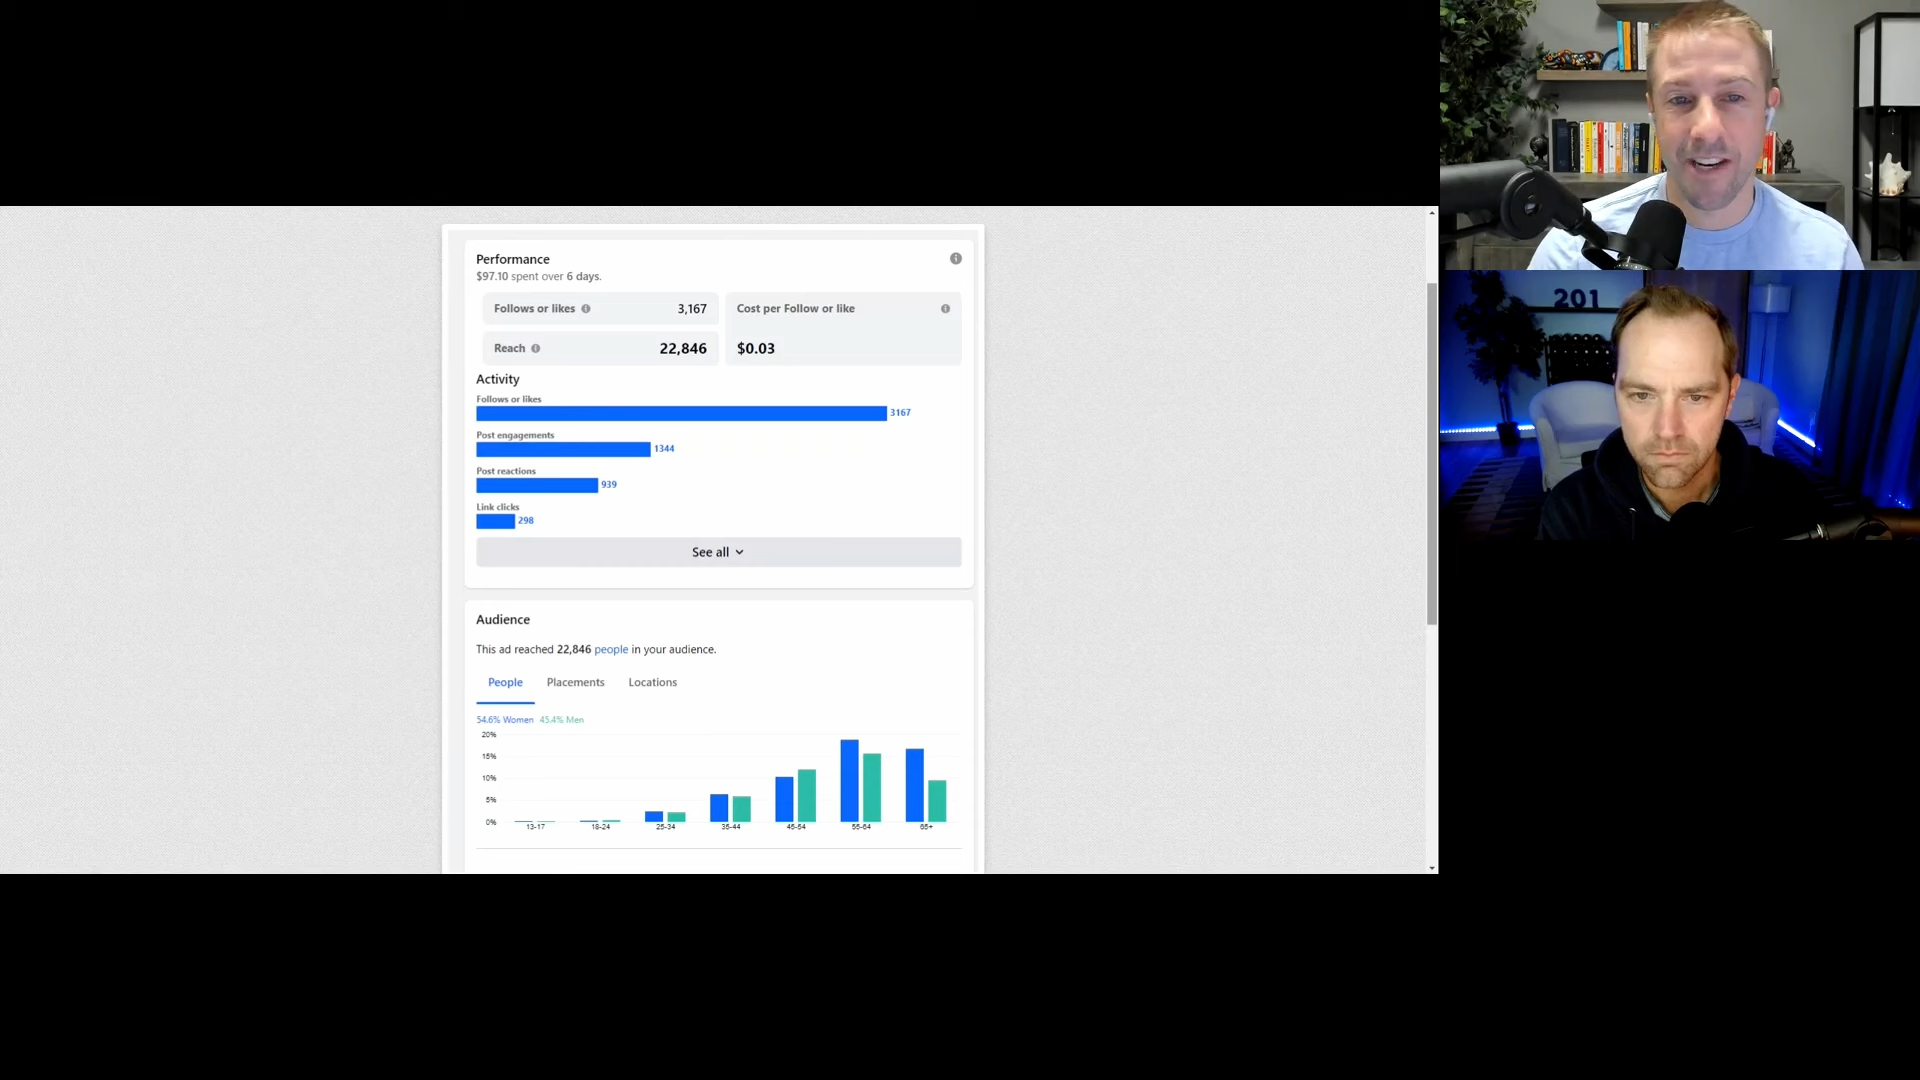 Performance
$97.10 spent over 6 days.
Follows or likes 3,167
Cost per Follow or like
Reach 22,846
$0.03
Activity
Follows or likes
3167
Post engagements
1344
Post reactions
939
Link clicks
298
See all
Audience
This ad reached 22,846 people in your audience.
People Placements Locations
54.6% Women 45.4% Men
20%
15%
10%
5%
0%
13-17 18-24 25-34 35-44 45-54 55-64 65+
201